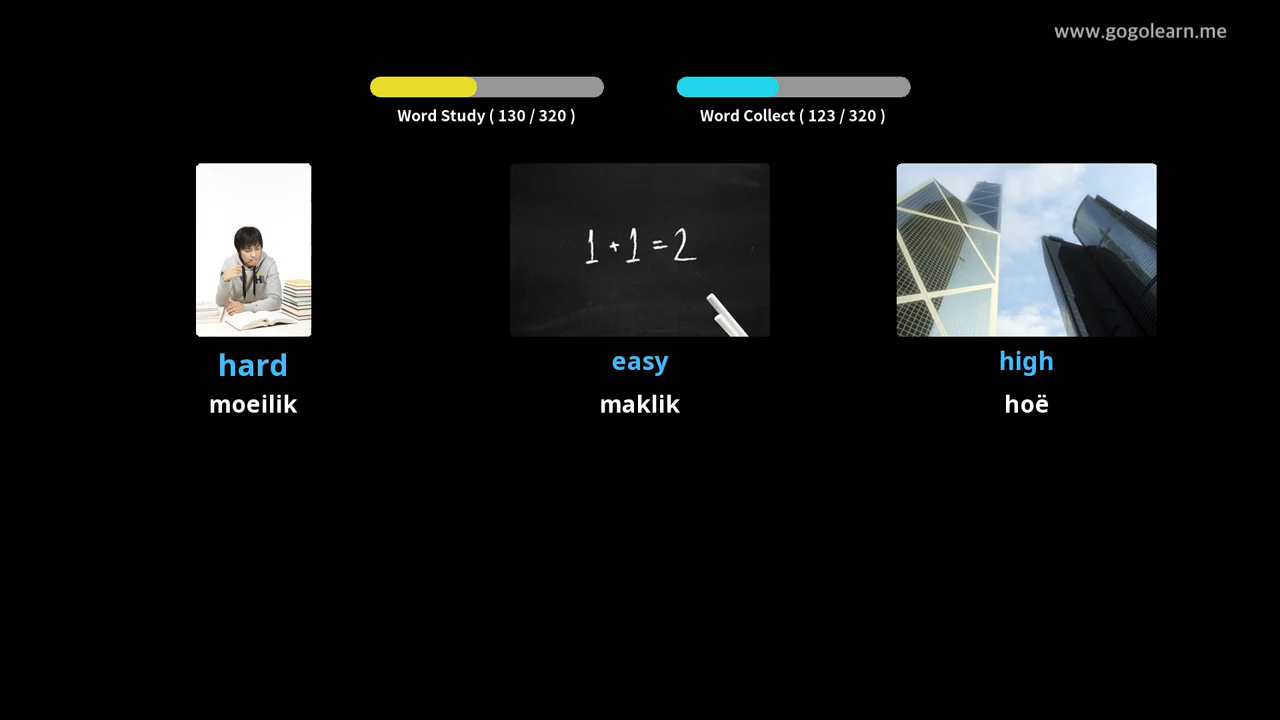 www.gogolearn.me
Word Study ( 130 / 320 )
Word Collect ( 123 / 320 )
1 + 1 = 2
hard
easy
high
moeilik
maklik
hoë